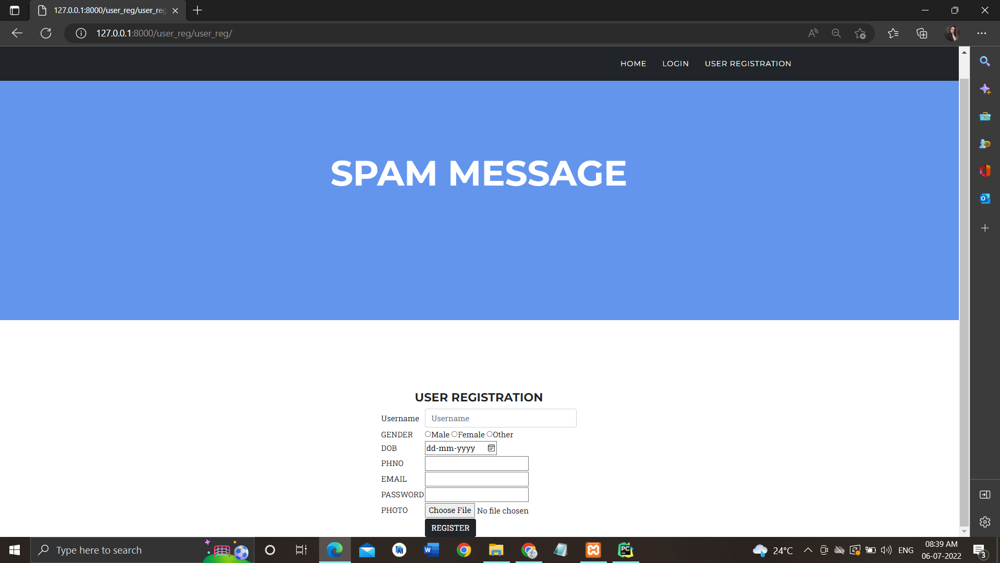 127.0.0.1:8000/user_reg/user_reg
127.0.0.1:8000/user_reg/user_reg/
HOME LOGIN USER REGISTRATION
SPAM MESSAGE
USER REGISTRATION
Username Username
GENDER Male Female Other
DOB dd-mm-yyyy
PHNO
EMAIL
PASSWORD
PHOTO Choose File No file chosen
REGISTER
Type here to search
24°C ENG
08:39 AM
06-07-2022
3